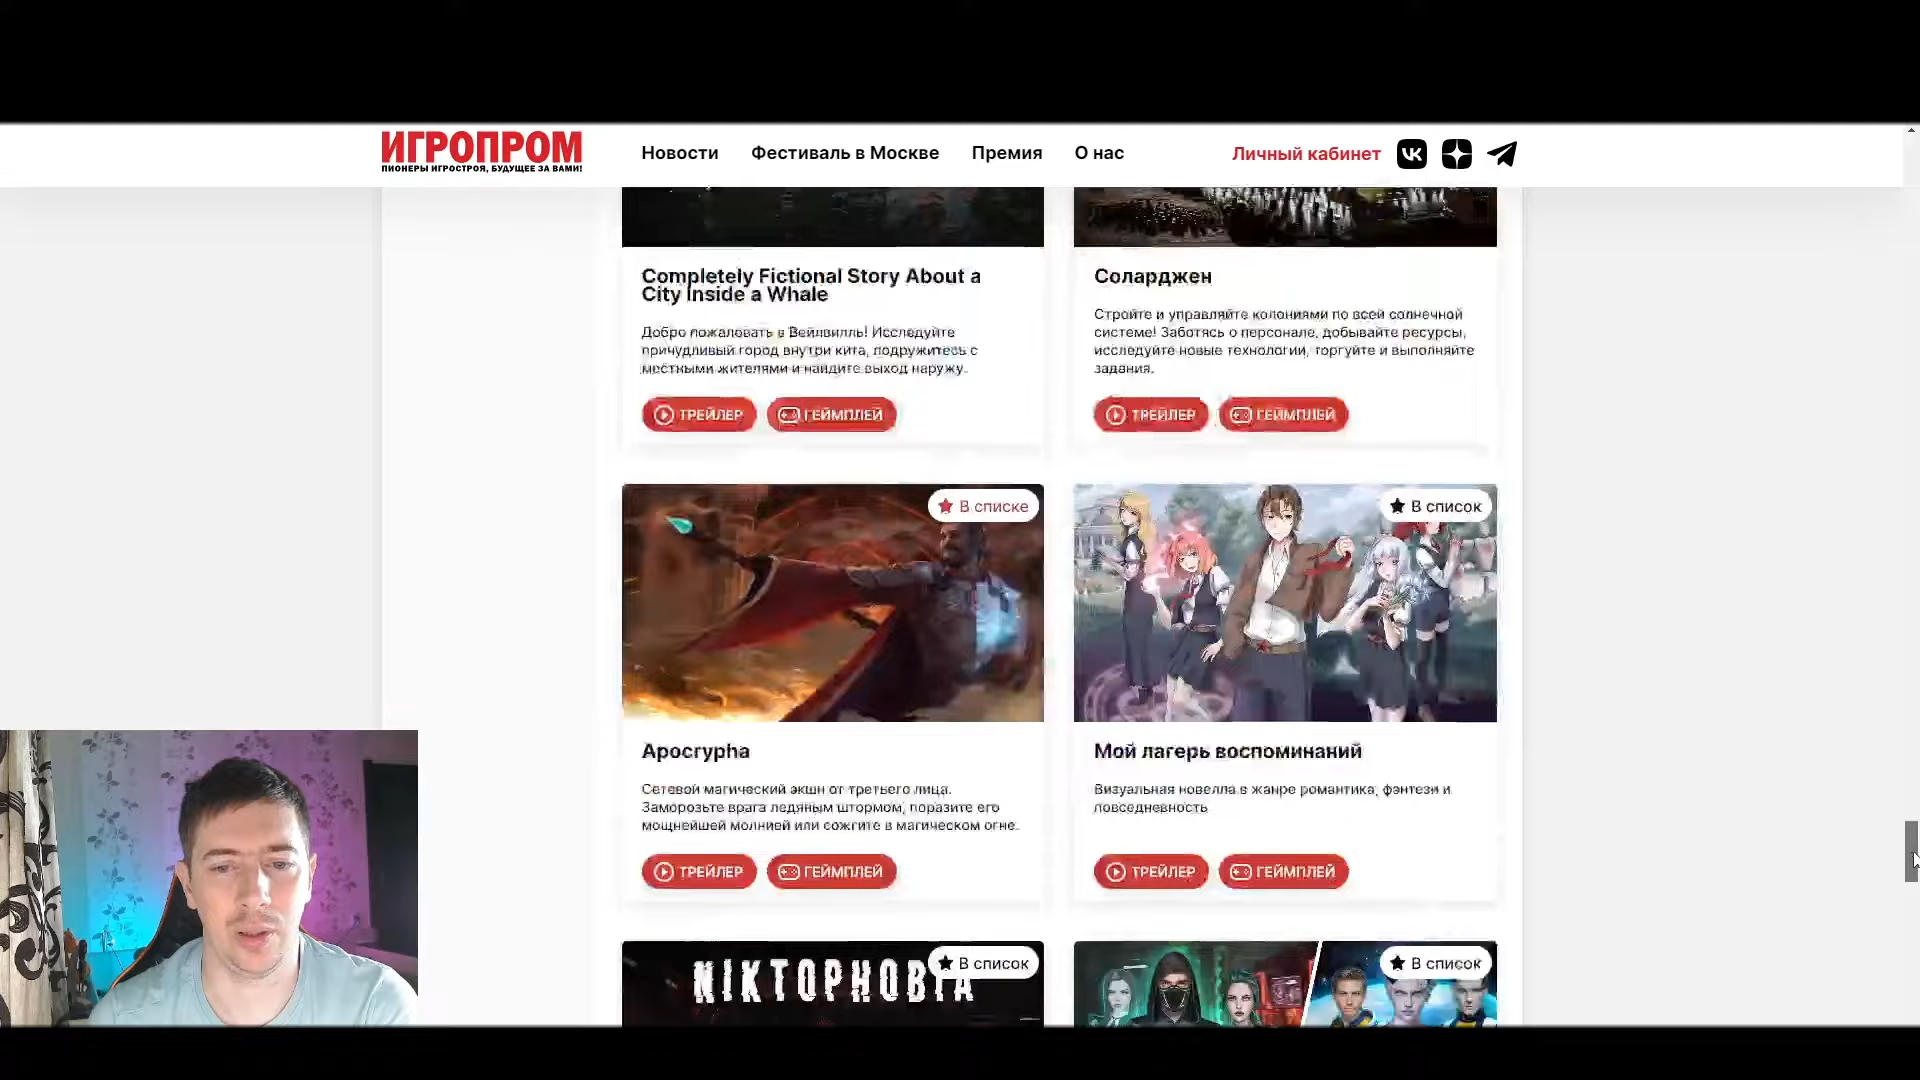 ИГРОПРОМ
ПИОНЕРЫ ИГРОСТРОЯ, БУДУЩЕЕ ЗА ВАМИ!
Новости
Фестиваль в Москве
Премия
О нас
Личный кабинет
Completely Fictional Story About a
City Inside a Whale
Добро пожаловать в Вейлвилль! Исследуйте
причудливый город внутри кита, подружитесь с
местными жителями и найдите выход наружу.
ТРЕЙЛЕР
ГЕЙМПЛЕЙ
Соларджен
Стройте и управляйте колониями по всей солнечной
системе! Заботясь о персонале, добывайте ресурсы,
исследуйте новые технологии, торгуйте и выполняйте
задания.
ТРЕЙЛЕР
ГЕЙМПЛЕЙ
В списке
Apocrypha
Сетевой магический экшн от третьего лица.
Заморозьте врага ледяным штормом, поразите его
мощнейшей молнией или сожгите в магическом огне.
ТРЕЙЛЕР
ГЕЙМПЛЕЙ
В список
Мой лагерь воспоминаний
Визуальная новелла в жанре романтика, фэнтези и
повседневность
ТРЕЙЛЕР
ГЕЙМПЛЕЙ
В список
NIKTOPHOBIA
В список